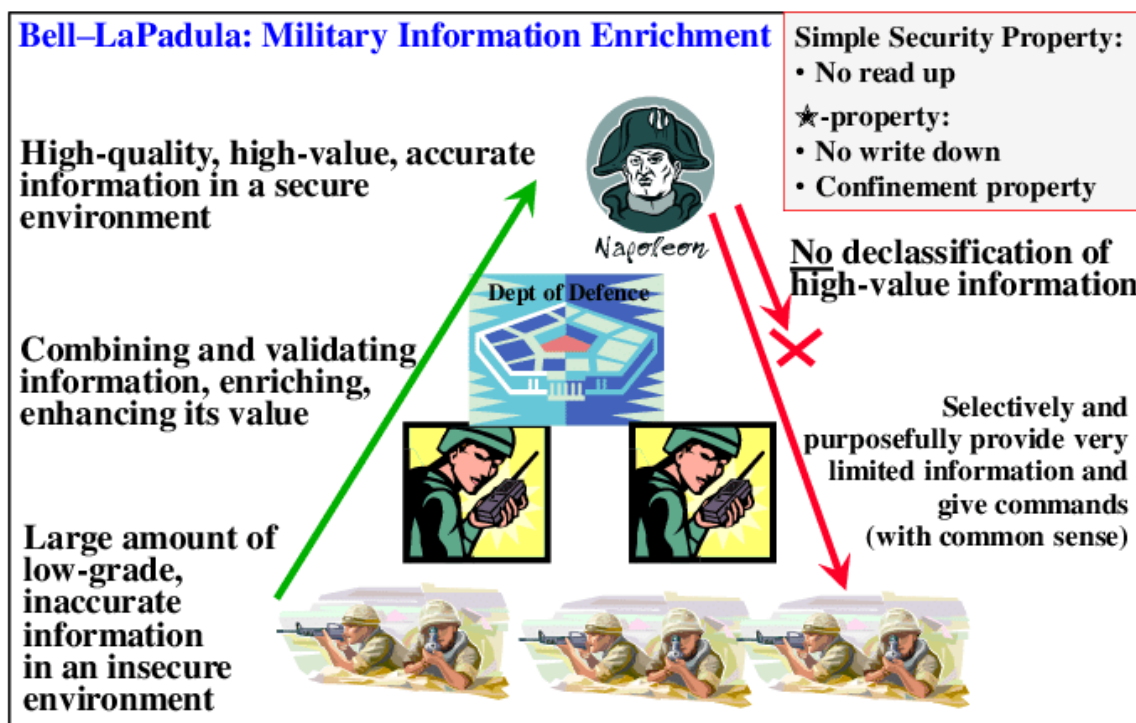 Bell–LaPadula: Military Information Enrichment
Simple Security Property:
• No read up
★-property:
• No write down
• Confinement property
High-quality, high-value, accurate
information in a secure
environment
Napoleon
No declassification of
high-value information
Dept of Defence
Combining and validating
information, enriching,
enhancing its value
Selectively and
purposefully provide very
limited information and
give commands
(with common sense)
Large amount of
low-grade,
inaccurate
information
in an insecure
environment